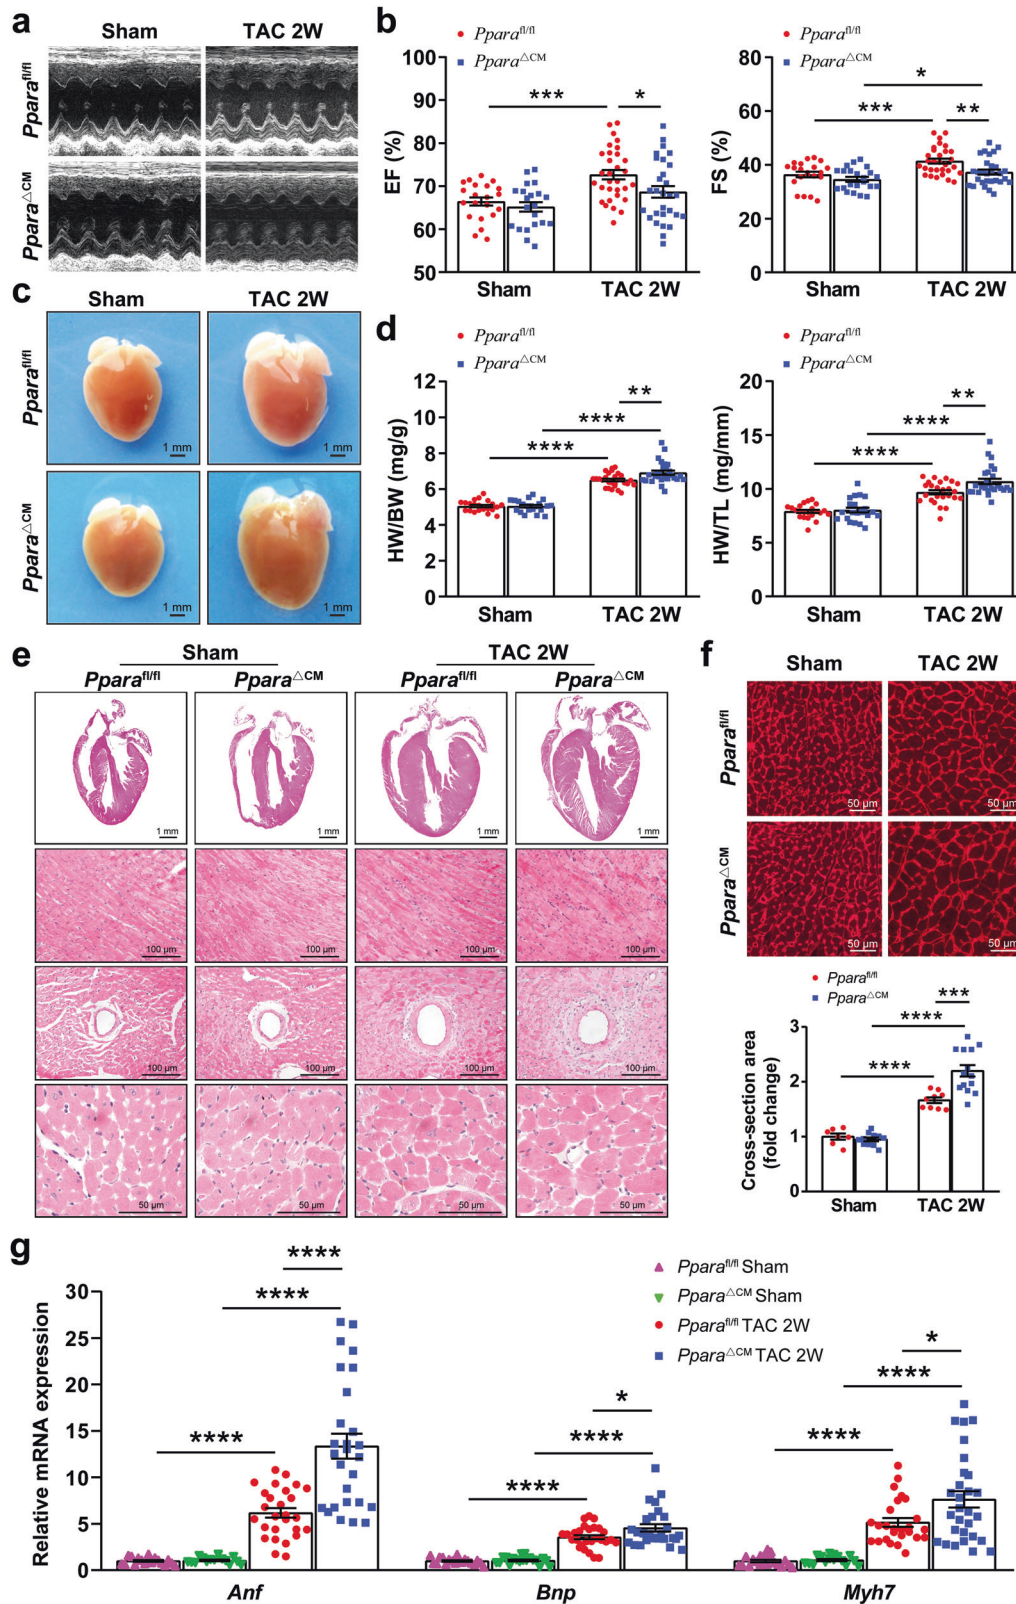 a
Sham
TAC 2W
Ppara^fl/fl
Ppara^△CM
b
Ppara^fl/fl
Ppara^△CM
EF (%)
100
90
80
70
60
50
***
*
Sham
TAC 2W
Ppara^fl/fl
Ppara^△CM
FS (%)
80
60
40
20
0
*
***
**
Sham
TAC 2W
c
Sham
TAC 2W
Ppara^fl/fl
1 mm
1 mm
Ppara^△CM
1 mm
1 mm
d
Ppara^fl/fl
Ppara^△CM
HW/BW (mg/g)
12
10
8
6
4
2
0
**
****
****
Sham
TAC 2W
Ppara^fl/fl
Ppara^△CM
HW/TL (mg/mm)
20
15
10
5
0
**
****
****
Sham
TAC 2W
e
Sham
TAC 2W
Ppara^fl/fl
Ppara^△CM
Ppara^fl/fl
Ppara^△CM
1 mm
1 mm
1 mm
1 mm
100 µm
100 µm
100 µm
100 µm
100 µm
100 µm
100 µm
100 µm
50 µm
50 µm
50 µm
50 µm
f
Sham
TAC 2W
Ppara^fl/fl
50 µm
50 µm
Ppara^△CM
50 µm
50 µm
Ppara^fl/fl
Ppara^△CM
Cross-section area
(fold change)
3
2
1
0
***
****
****
Sham
TAC 2W
g
Relative mRNA expression
30
25
20
15
10
5
0
****
****
****
*
****
****
*
****
****
Ppara^fl/fl Sham
Ppara^△CM Sham
Ppara^fl/fl TAC 2W
Ppara^△CM TAC 2W
Anf
Bnp
Myh7